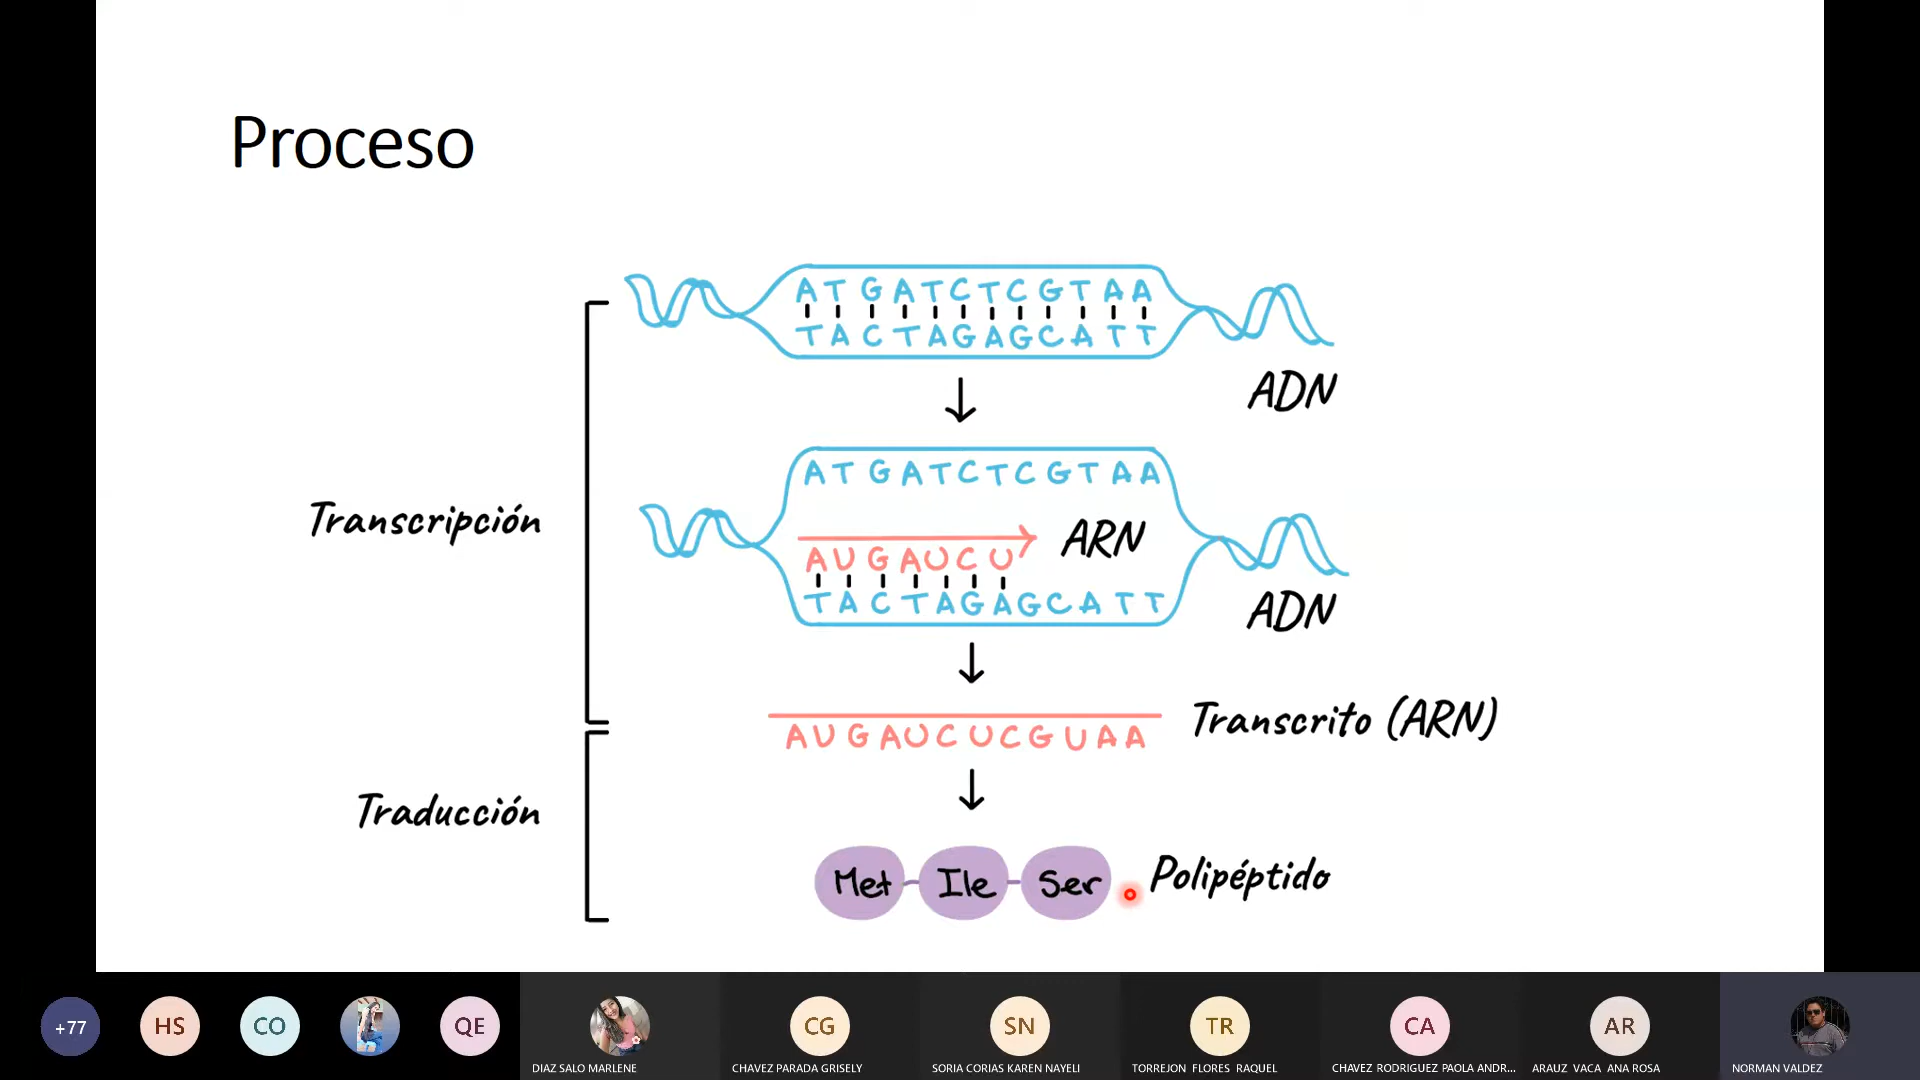 Proceso
ATGATCTCGTAA
TACTAGAGCATT
ADN
ATGATCTCGTAA
Transcripción
ARN
AUGAUCU
TACTAGAGCATT
ADN
Transcrito (ARN)
AUGAUCUCGUAA
Traducción
Met Ile Ser
Polipéptido
+77
HS
CO
QE
CG
SN
TR
CA
AR
DIAZ SALO MARLENE
CHAVEZ PARADA GRISELY
SORIA CORIAS KAREN NAYELI
TORREJON FLORES RAQUEL
CHAVEZ RODRIGUEZ PAOLA ANDR...
ARAUZ VACA ANA ROSA
NORMAN VALDEZ